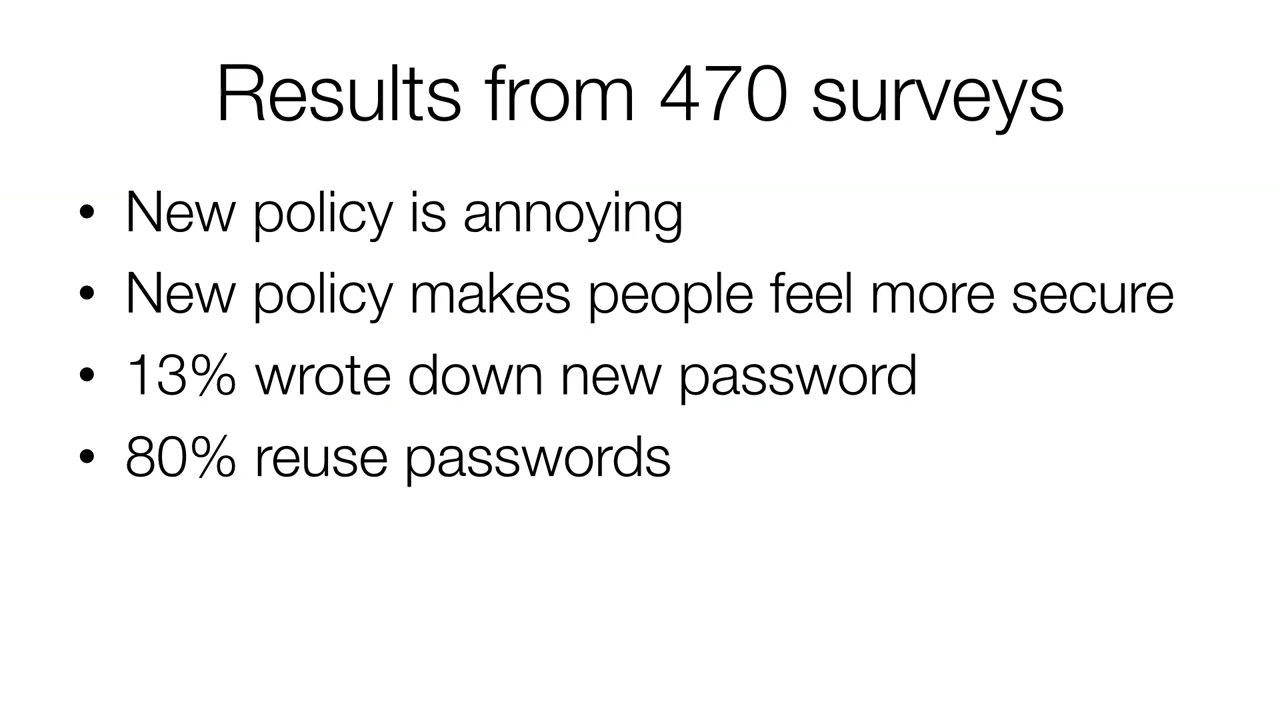 Results from 470 surveys
• New policy is annoying
• New policy makes people feel more secure
• 13% wrote down new password
• 80% reuse passwords